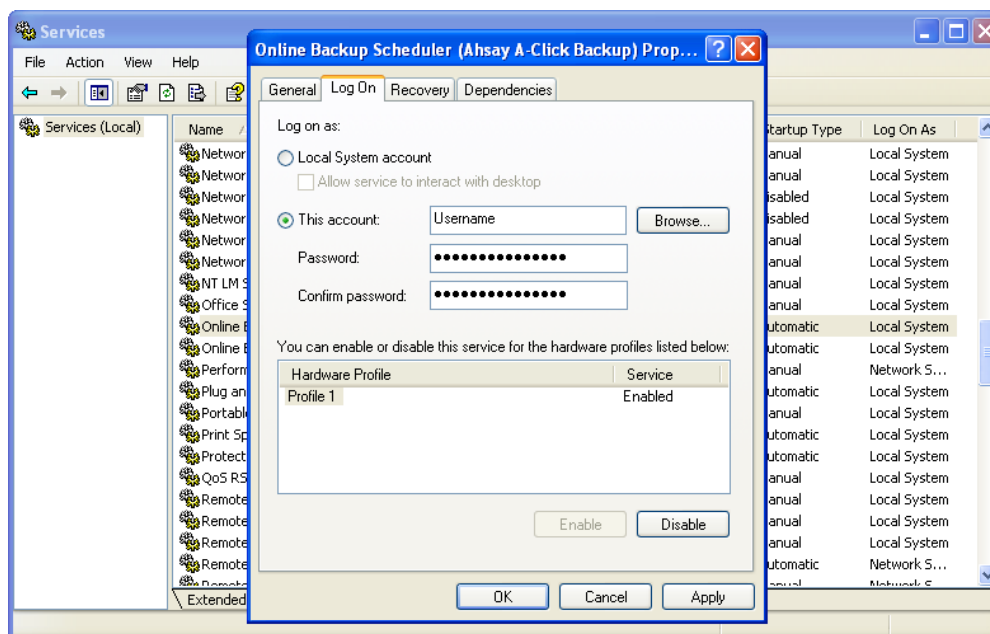 Services
File Action View Help
Services (Local)
Name
Startup Type Log On As
Networ anual Local System
Networ anual Local System
Networ isabled Local System
Networ isabled Local System
Networ anual Local System
Networ anual Local System
NT LM S anual Local System
Office S anual Local System
Online B utomatic Local System
Online B utomatic Local System
Perform anual Network S...
Plug an utomatic Local System
Portabl anual Local System
Print Sp utomatic Local System
Protect utomatic Local System
QoS RS anual Local System
Remote anual Local System
Remote anual Local System
Remote anual Local System
Remote utomatic Network S...
Extended
Online Backup Scheduler (Ahsay A-Click Backup) Prop...
General Log On Recovery Dependencies
Log on as:
Local System account
Allow service to interact with desktop
This account: Username Browse...
Password: •••••••••••••••
Confirm password: •••••••••••••••
You can enable or disable this service for the hardware profiles listed below:
Hardware Profile Service
Profile 1 Enabled
Enable Disable
OK Cancel Apply